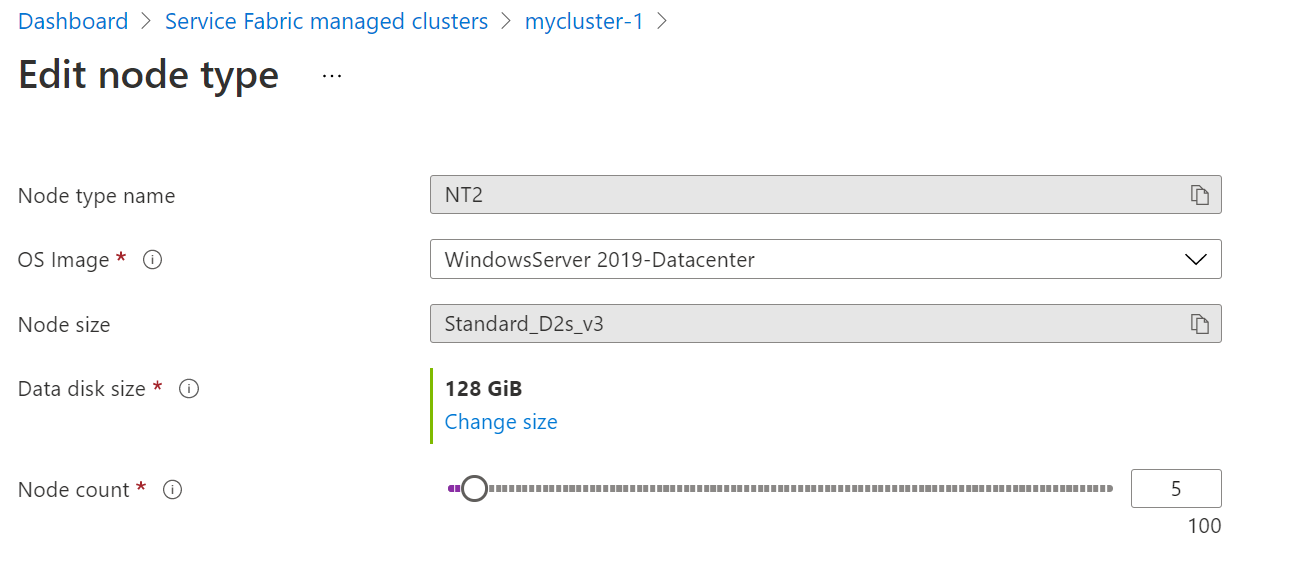 Dashboard > Service Fabric managed clusters > mycluster-1 >
Edit node type ...
Node type name NT2
OS Image * WindowsServer 2019-Datacenter
Node size Standard_D2s_v3
Data disk size * 128 GiB
Change size
Node count * 5
100